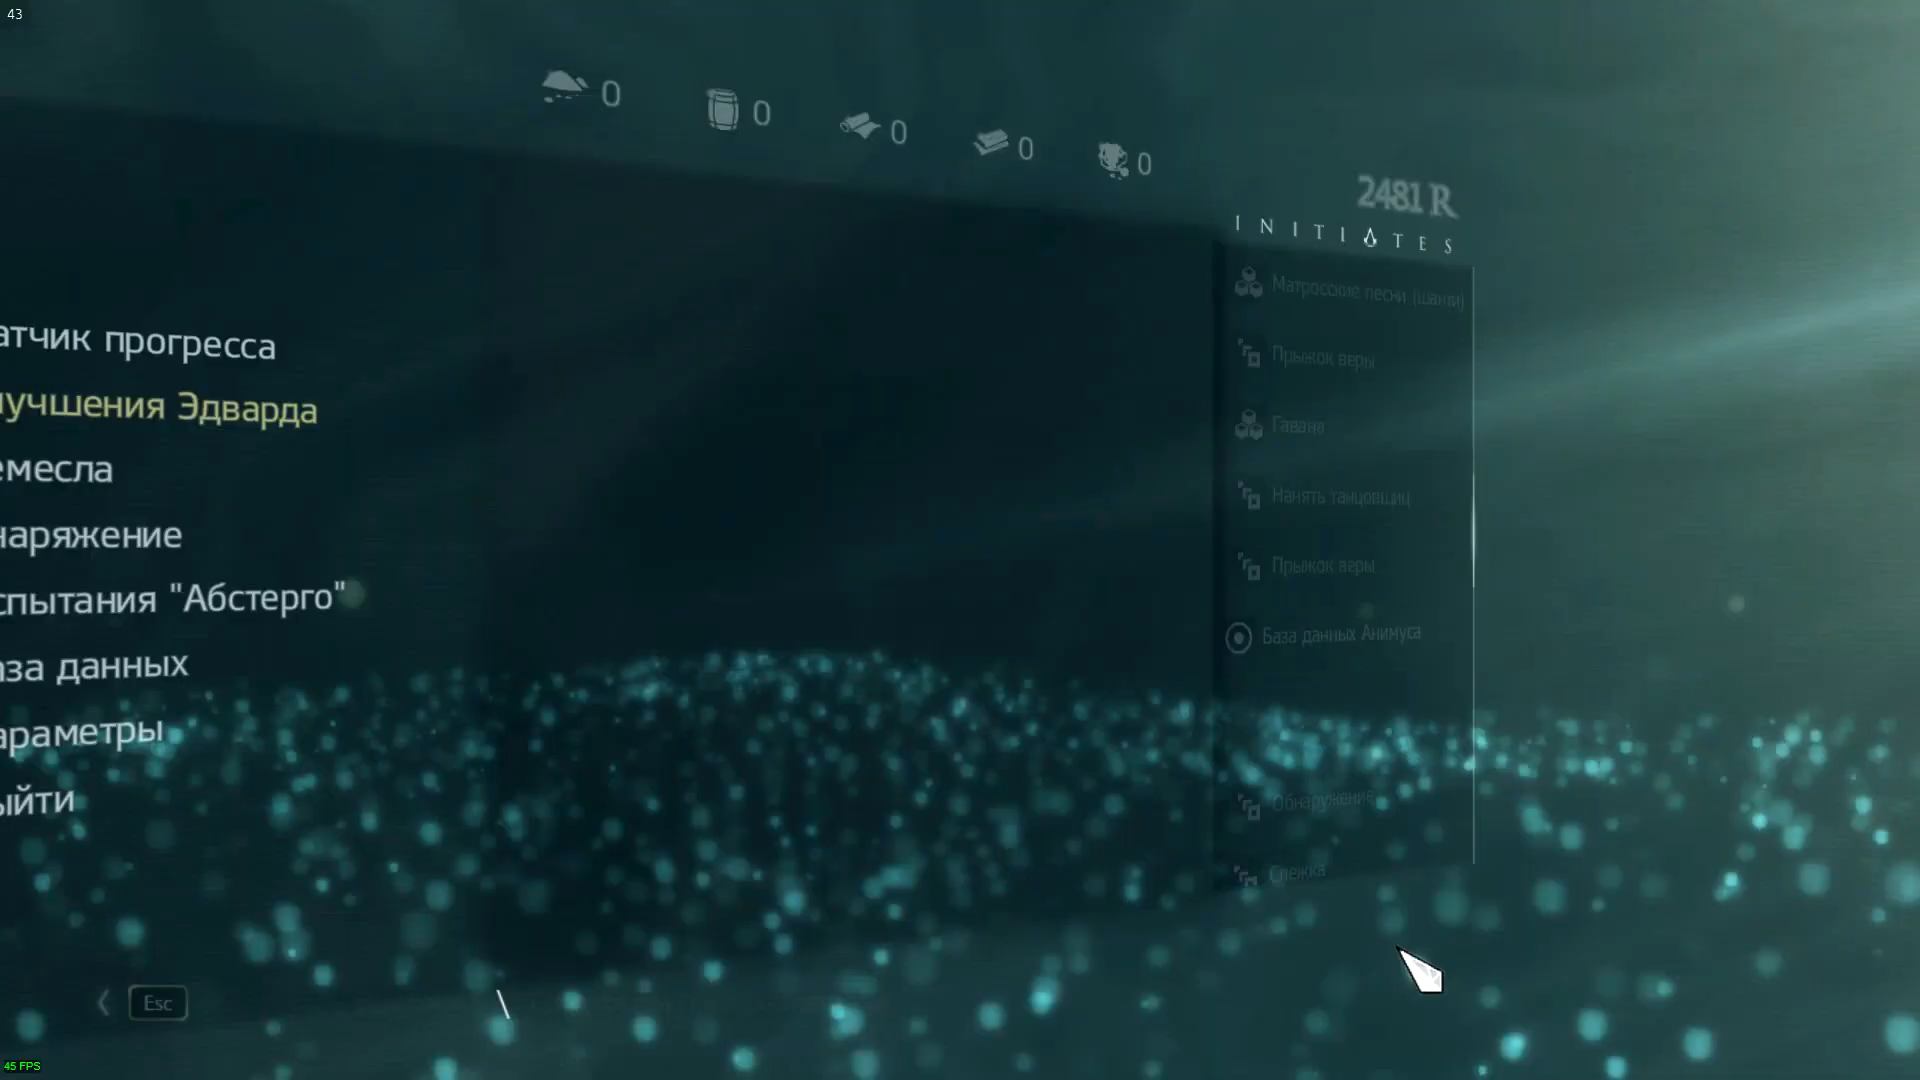 43
0 0 0 0 0
2481 R
INITIATES
Матросские песни (шанти)
Прыжок веры
Гавана
Нанять танцовщиц
Прыжок веры
База данных Анимуса
Обнаружение
Слежка
атчик прогресса
лучшения Эдварда
емесла
наряжение
спытания "Абстерго"
аза данных
араметры
ыйти
Esc
45 FPS